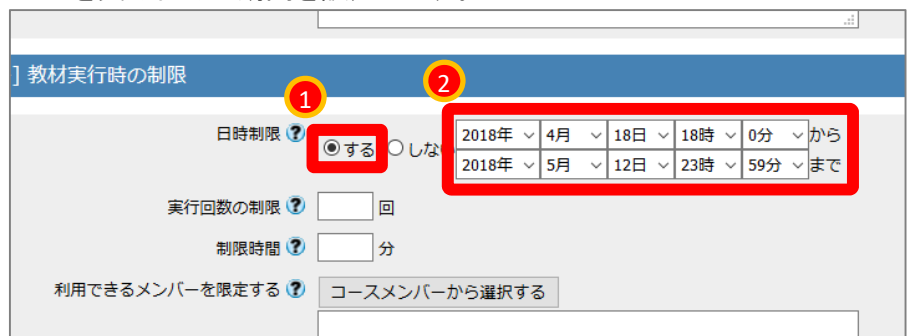 ] 教材実行時の制限
1
2
日時制限 ?
する しな
2018年 4月 18日 18時 0分 から
2018年 5月 12日 23時 59分 まで
実行回数の制限 ? 回
制限時間 ? 分
利用できるメンバーを限定する ? コースメンバーから選択する